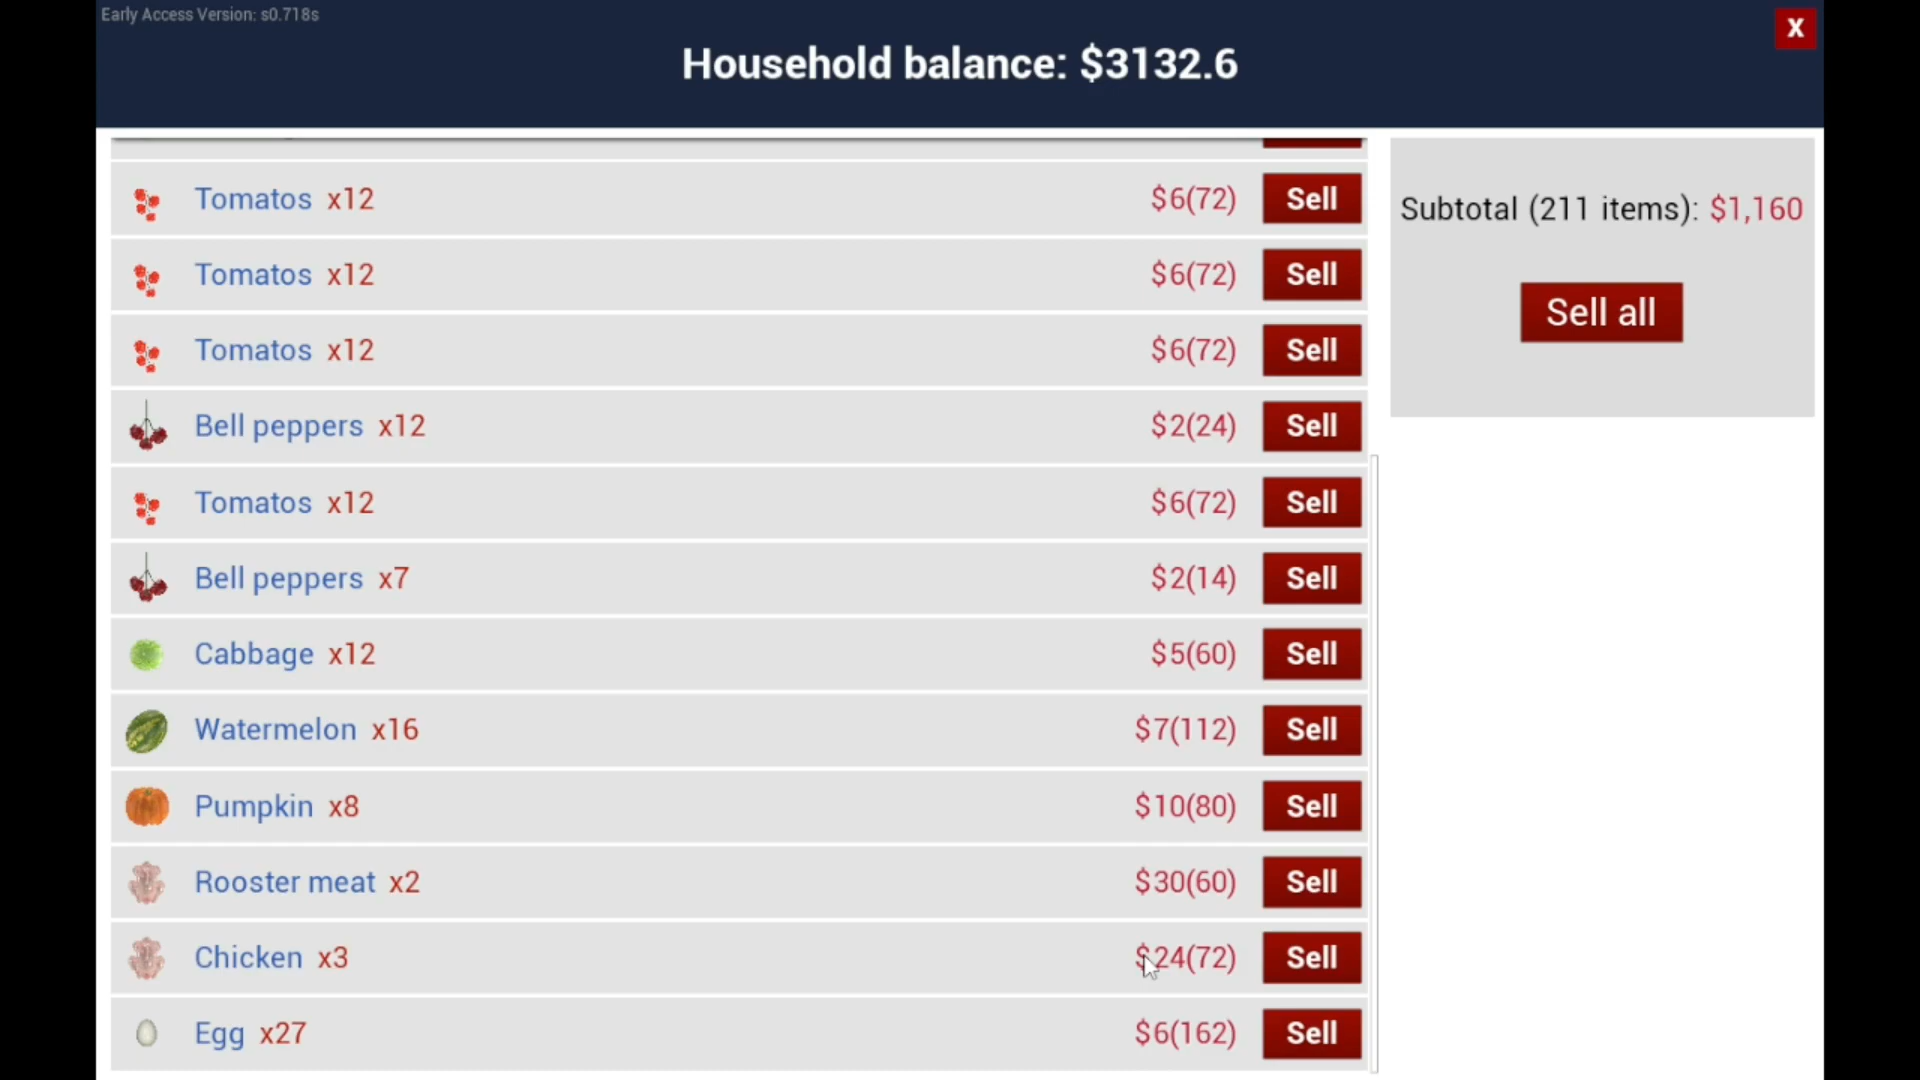 Early Access Version: s0.718s
X
Household balance: $3132.6
Tomatos x12 $6(72) Sell
Subtotal (211 items): $1,160
Tomatos x12 $6(72) Sell
Sell all
Tomatos x12 $6(72) Sell
Bell peppers x12 $2(24) Sell
Tomatos x12 $6(72) Sell
Bell peppers x7 $2(14) Sell
Cabbage x12 $5(60) Sell
Watermelon x16 $7(112) Sell
Pumpkin x8 $10(80) Sell
Rooster meat x2 $30(60) Sell
Chicken x3 $24(72) Sell
Egg x27 $6(162) Sell